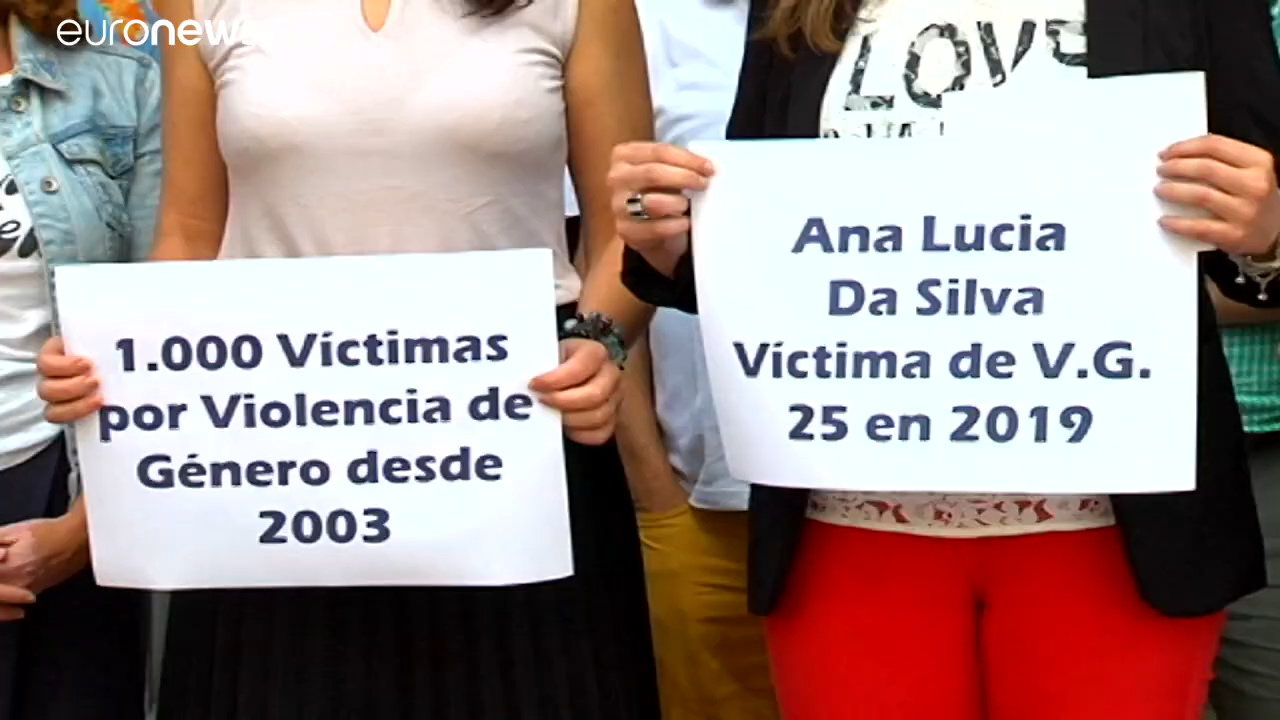 euronews
LOVE
1.000 Víctimas
por Violencia de
Género desde
2003
Ana Lucia
Da Silva
Víctima de V.G.
25 en 2019